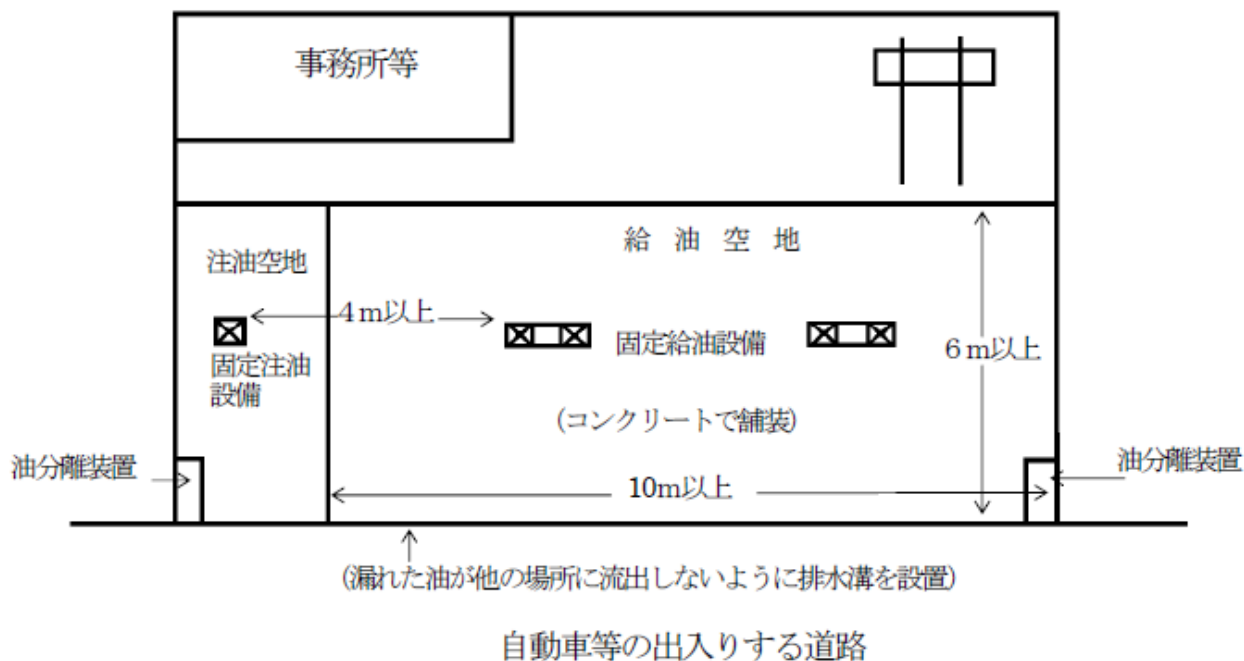 事務所等
給油空地
注油空地
4m以上
固定給油設備
固定注油
設備
6m以上
(コンクリートで舗装)
油分離装置
油分離装置
10m以上
(漏れた油が他の場所に流出しないように排水溝を設置)
自動車等の出入りする道路